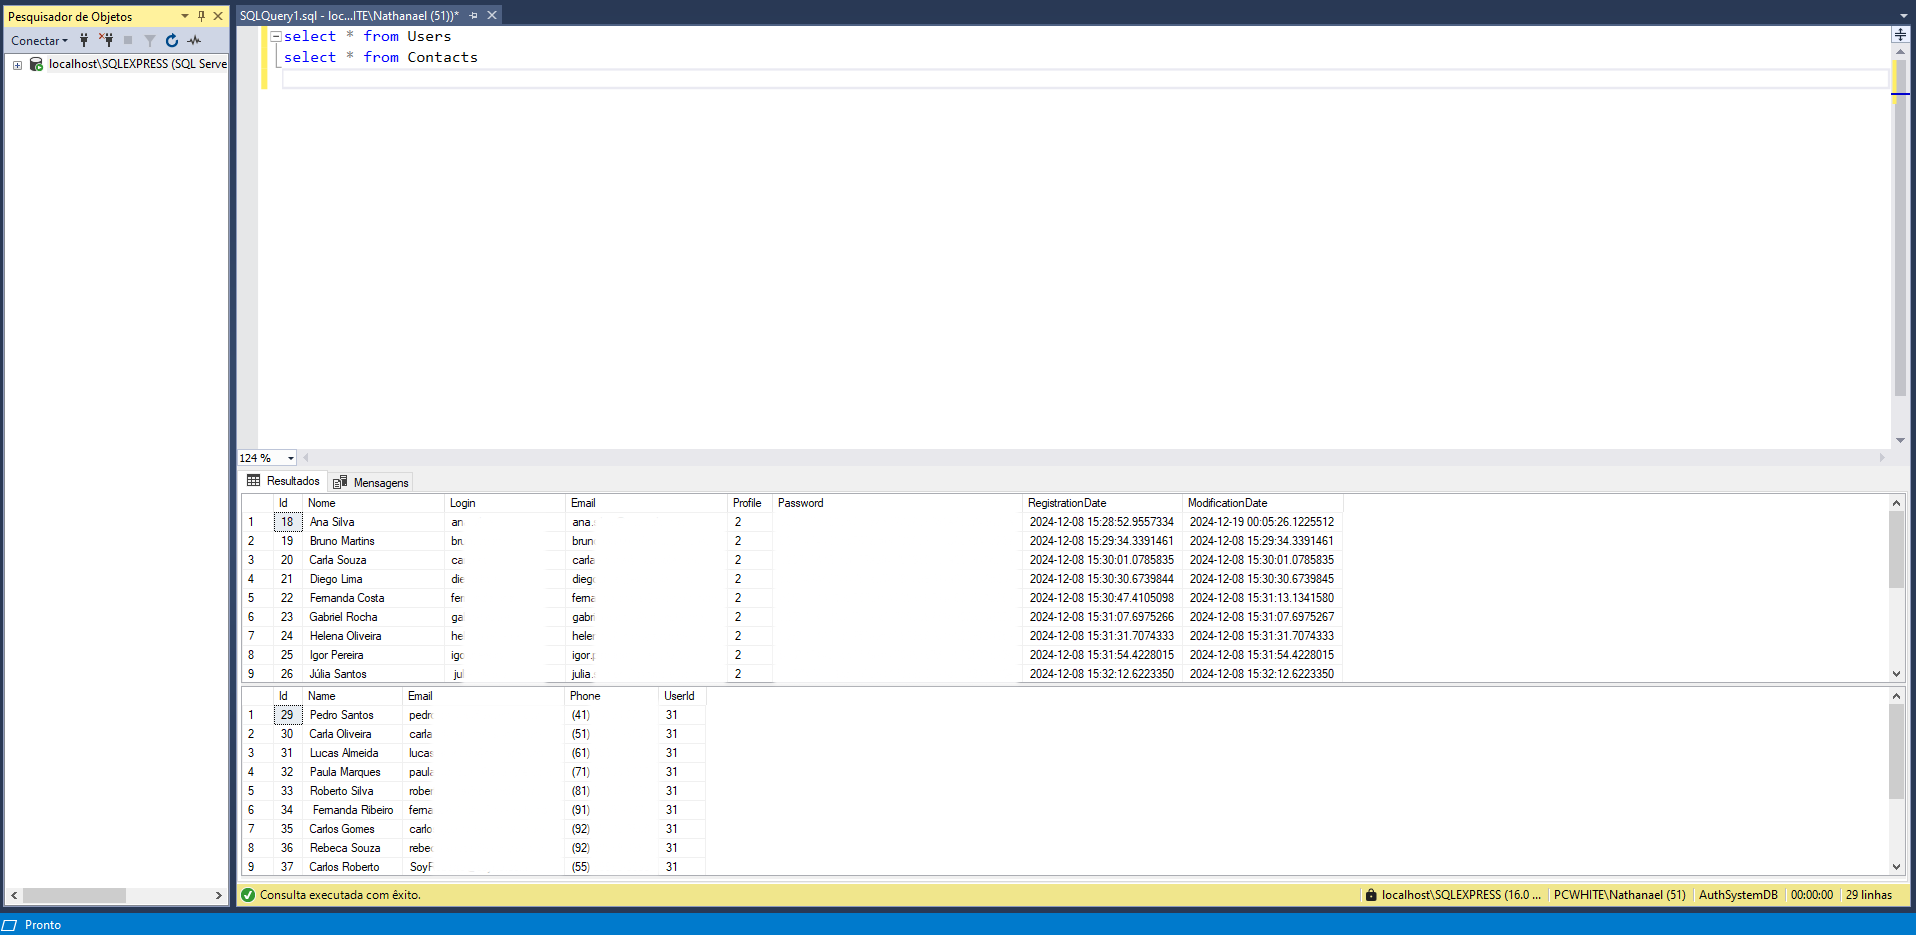 Pesquisador de Objetos
Conectar
localhost\SQLEXPRESS (SQL Serve
SQLQuery1.sql - loc...ITE\Nathanael (51))*
select * from Users
select * from Contacts
124 %
Resultados Mensagens
Id Nome Login Email Profile Password RegistrationDate ModificationDate
1 18 Ana Silva an ana. 2 2024-12-08 15:28:52.9557334 2024-12-19 00:05:26.1225512
2 19 Bruno Martins bru brun 2 2024-12-08 15:29:34.3391461 2024-12-08 15:29:34.3391461
3 20 Carla Souza ca carla 2 2024-12-08 15:30:01.0785835 2024-12-08 15:30:01.0785835
4 21 Diego Lima die dieg 2 2024-12-08 15:30:30.6739844 2024-12-08 15:30:30.6739845
5 22 Fernanda Costa fer ferna 2 2024-12-08 15:30:47.4105098 2024-12-08 15:31:13.1341580
6 23 Gabriel Rocha ga gabri 2 2024-12-08 15:31:07.6975266 2024-12-08 15:31:07.6975267
7 24 Helena Oliveira he heler 2 2024-12-08 15:31:31.7074333 2024-12-08 15:31:31.7074333
8 25 Igor Pereira igo igor. 2 2024-12-08 15:31:54.4228015 2024-12-08 15:31:54.4228015
9 26 Júlia Santos jul julia. 2 2024-12-08 15:32:12.6223350 2024-12-08 15:32:12.6223350
Id Name Email Phone UserId
1 29 Pedro Santos pedr (41) 31
2 30 Carla Oliveira carla (51) 31
3 31 Lucas Almeida lucas (61) 31
4 32 Paula Marques paula (71) 31
5 33 Roberto Silva rober (81) 31
6 34 Fernanda Ribeiro ferna (91) 31
7 35 Carlos Gomes carlo (92) 31
8 36 Rebeca Souza rebe (92) 31
9 37 Carlos Roberto Soy (55) 31
Consulta executada com êxito. localhost\SQLEXPRESS (16.0 ... PCWHITE\Nathanael (51) AuthSystemDB 00:00:00 29 linhas
Pronto